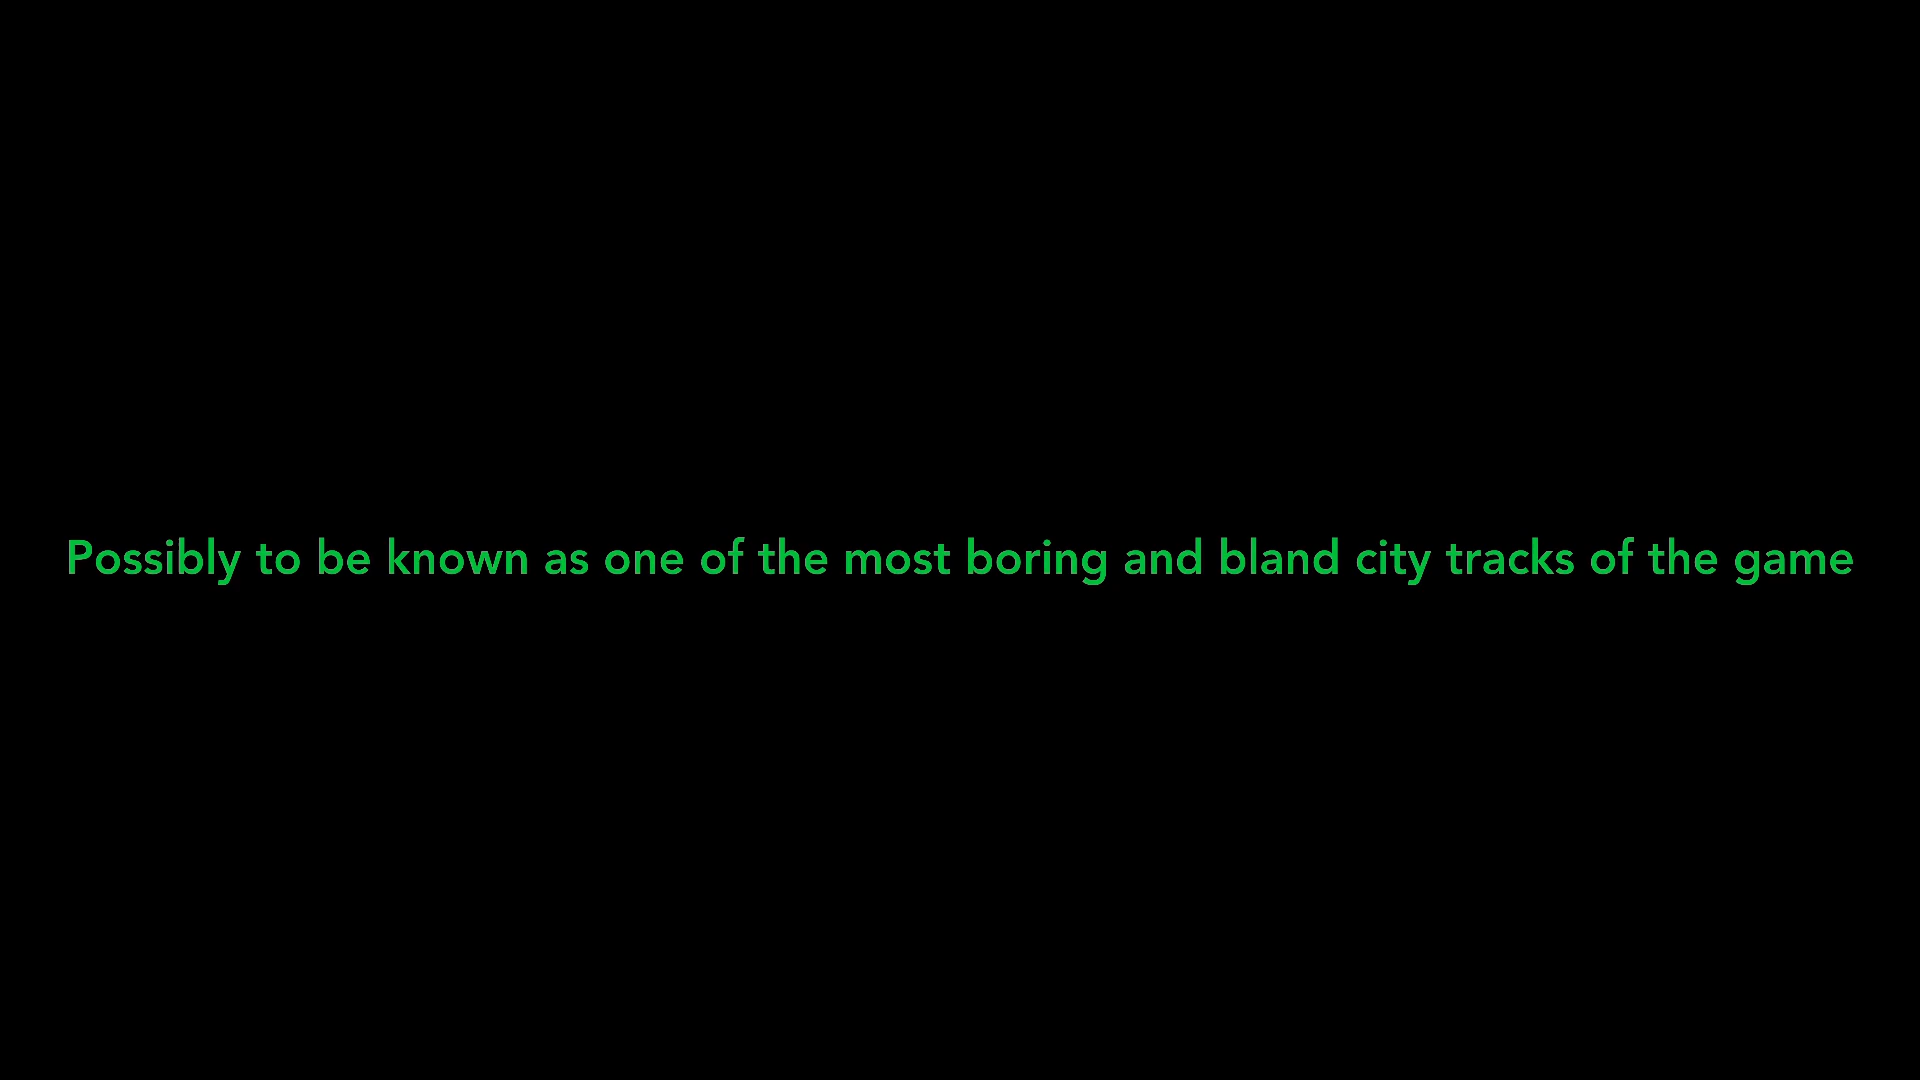 Possibly to be known as one of the most boring and bland city tracks of the game